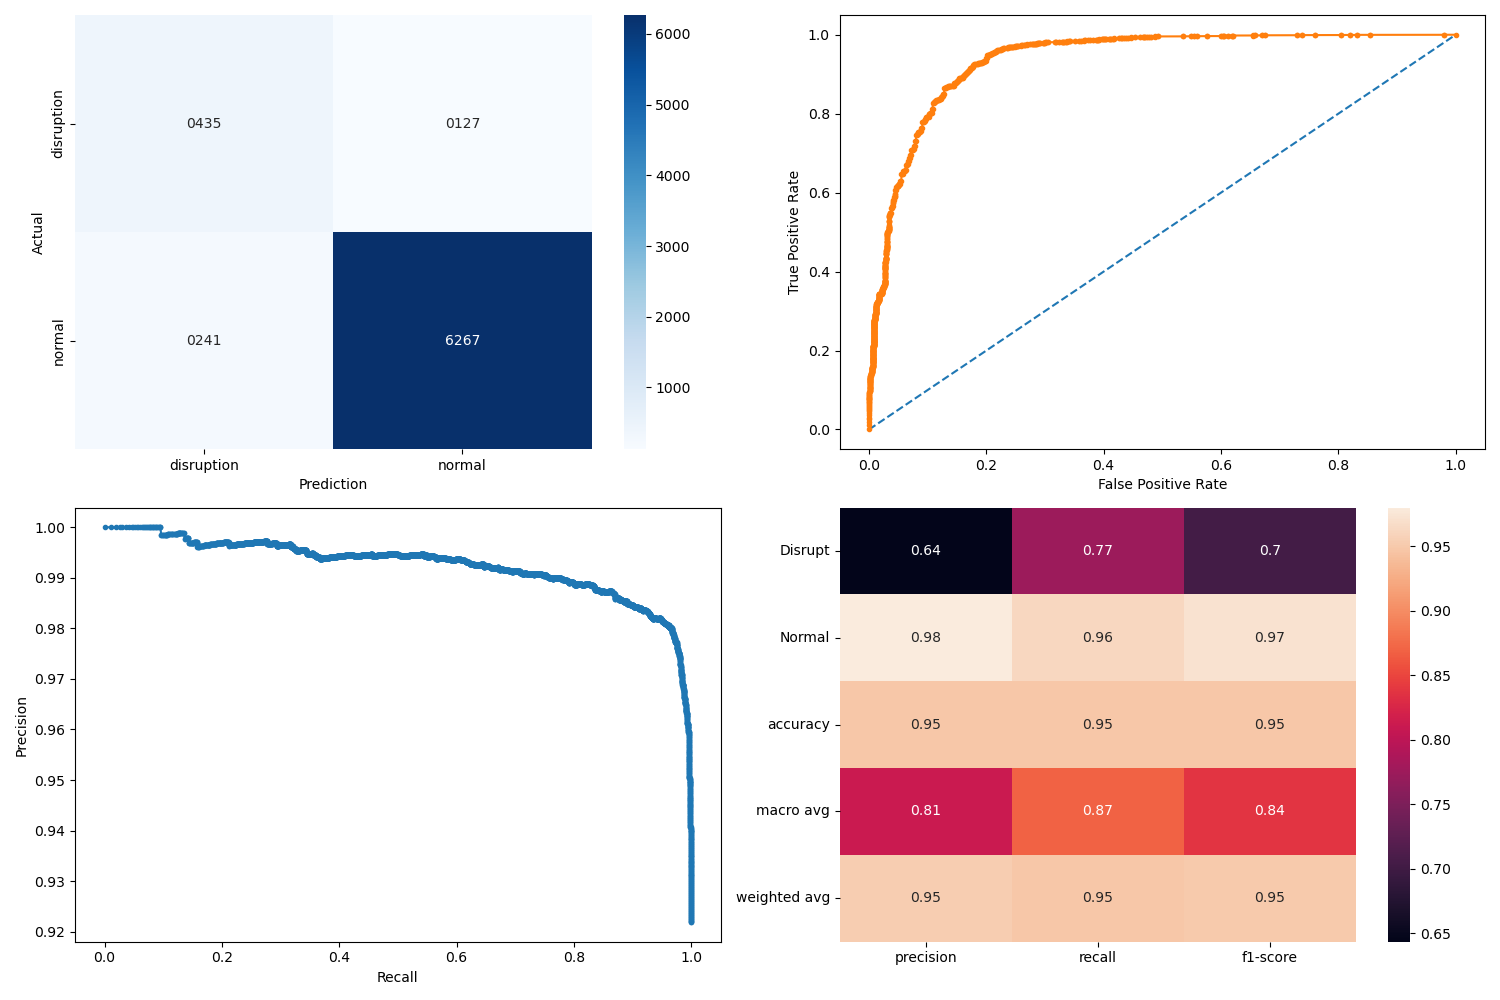 disruption
normal
Actual
0435
0127
0241
6267
disruption
normal
Prediction
6000
5000
4000
3000
2000
1000
1.0
0.8
0.6
0.4
0.2
0.0
True Positive Rate
0.0
0.2
0.4
0.6
0.8
1.0
False Positive Rate
1.00
0.99
0.98
0.97
0.96
0.95
0.94
0.93
0.92
Precision
0.0
0.2
0.4
0.6
0.8
1.0
Recall
Disrupt 0.64 0.77 0.7
Normal 0.98 0.96 0.97
accuracy 0.95 0.95 0.95
macro avg 0.81 0.87 0.84
weighted avg 0.95 0.95 0.95
precision recall f1-score
0.95
0.90
0.85
0.80
0.75
0.70
0.65